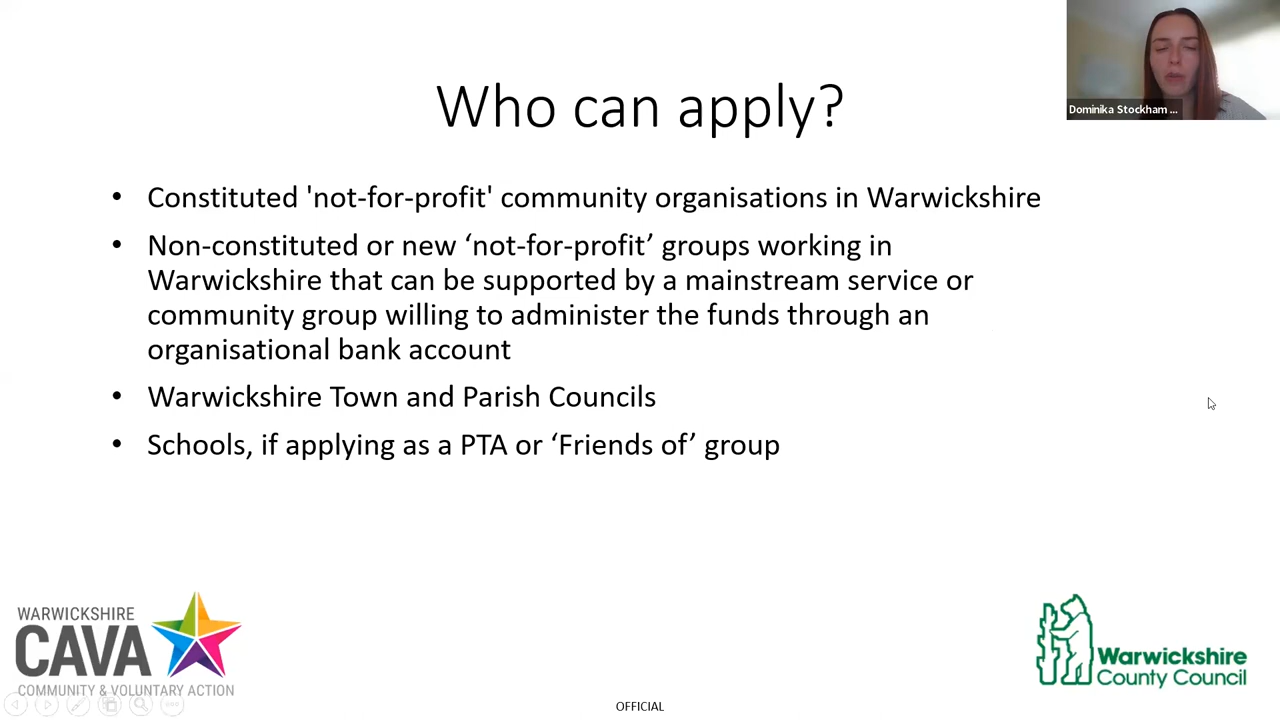 Who can apply?
Dominika Stockham ...
• Constituted 'not-for-profit' community organisations in Warwickshire
• Non-constituted or new ‘not-for-profit’ groups working in
Warwickshire that can be supported by a mainstream service or
community group willing to administer the funds through an
organisational bank account
• Warwickshire Town and Parish Councils
• Schools, if applying as a PTA or ‘Friends of’ group
WARWICKSHIRE
CAVA
COMMUNITY & VOLUNTARY ACTION
Warwickshire
County Council
OFFICIAL